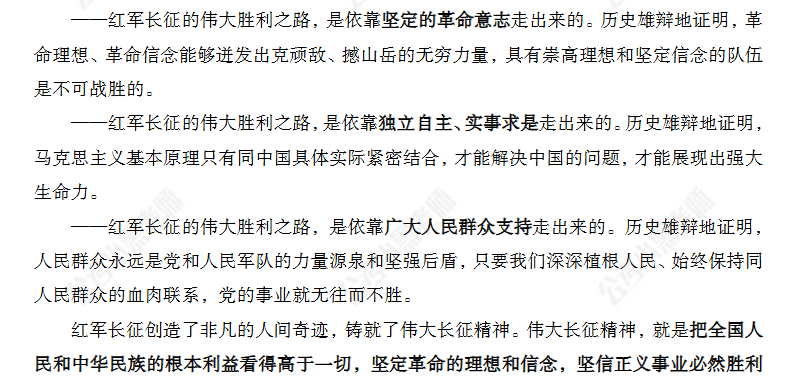 ——红军长征的伟大胜利之路，是依靠坚定的革命意志走出来的。历史雄辩地证明，革
命理想、革命信念能够迸发出克顽敌、撼山岳的无穷力量，具有崇高理想和坚定信念的队伍
是不可战胜的。
——红军长征的伟大胜利之路，是依靠独立自主、实事求是走出来的。历史雄辩地证明，
马克思主义基本原理只有同中国具体实际紧密结合，才能解决中国的问题，才能展现出强大
生命力。
——红军长征的伟大胜利之路，是依靠广大人民群众支持走出来的。历史雄辩地证明，
人民群众永远是党和人民军队的力量源泉和坚强后盾，只要我们深深植根人民、始终保持同
人民群众的血肉联系，党的事业就无往而不胜。
红军长征创造了非凡的人间奇迹，铸就了伟大长征精神。伟大长征精神，就是把全国人
民和中华民族的根本利益看得高于一切，坚定革命的理想和信念，坚信正义事业必然胜利